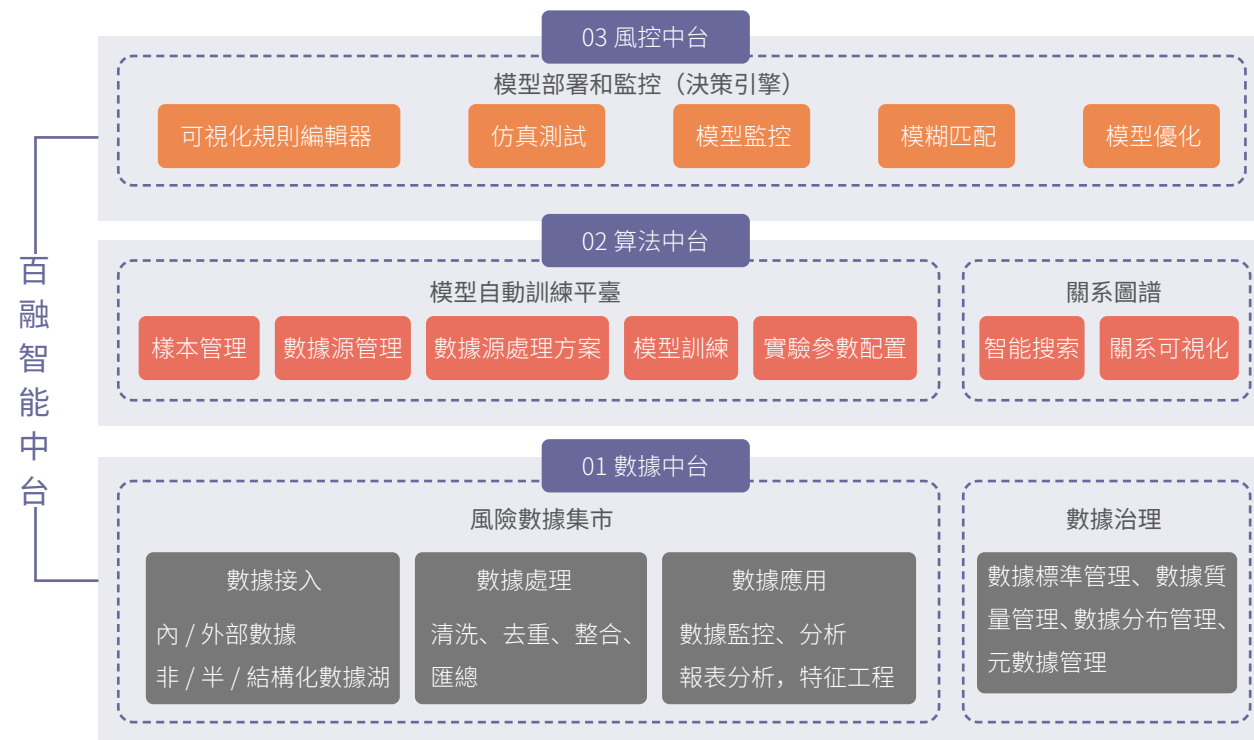 百融智能中台
03 風控中台
模型部署和監控（決策引擎）
可視化規則編輯器
仿真測試
模型監控
模糊匹配
模型優化
02 算法中台
模型自動訓練平臺
樣本管理
數據源管理
數據源處理方案
模型訓練
實驗參數配置
關系圖譜
智能搜索
關系可視化
01 數據中台
風險數據集市
數據接入
內 / 外部數據
非 / 半 / 結構化數據湖
數據處理
清洗、去重、整合、
匯總
數據應用
數據監控、分析
報表分析，特征工程
數據治理
數據標準管理、數據質
量管理、數據分布管理、
元數據管理